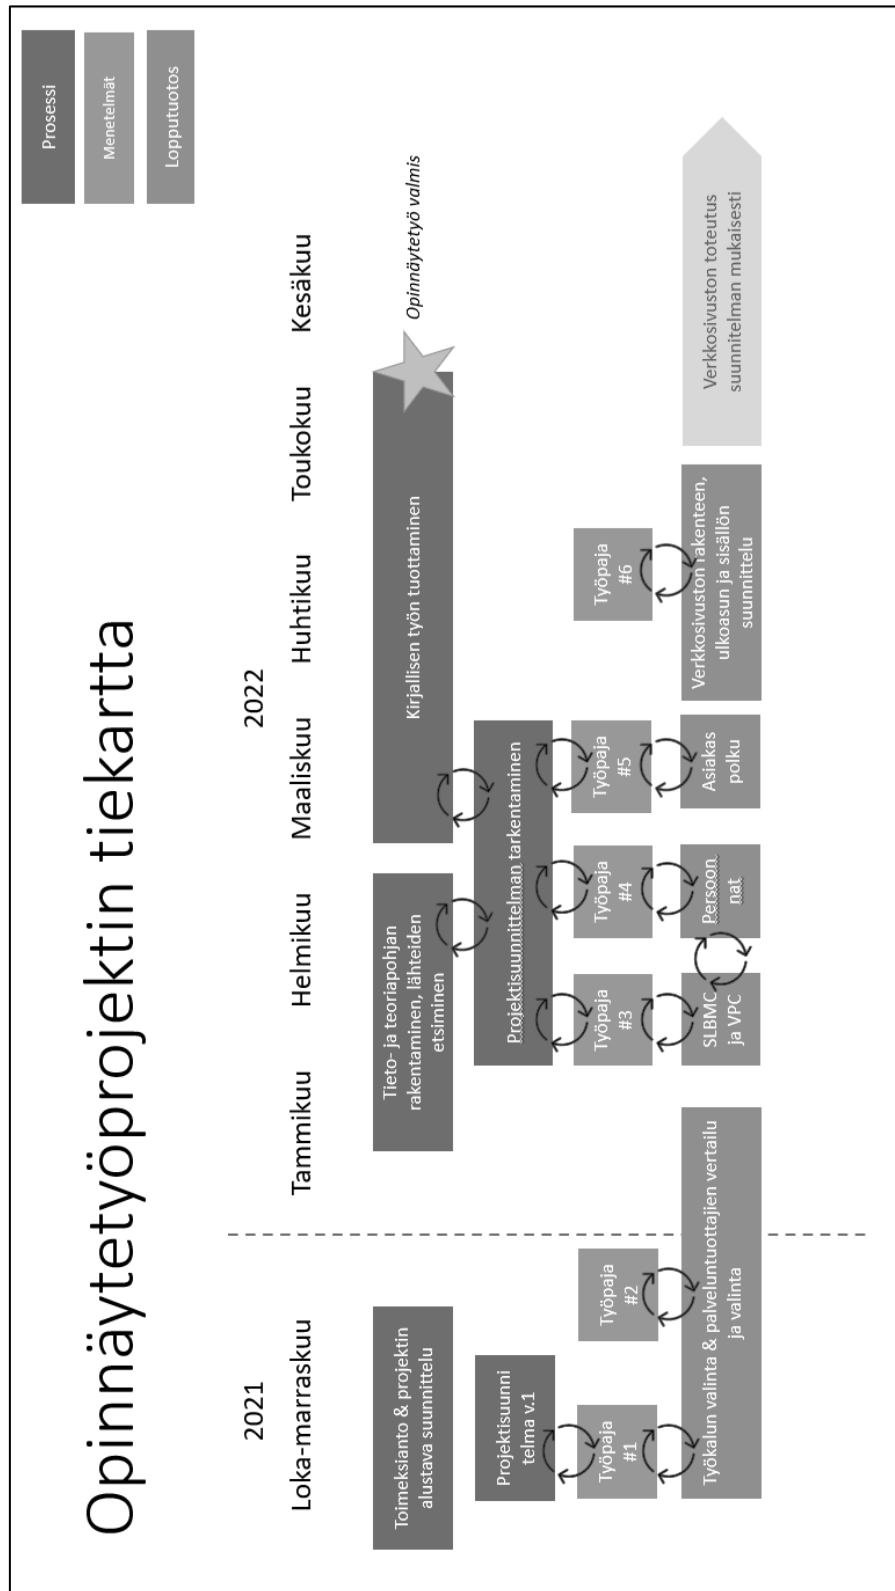 Opinnäytetyöprojektin tiekartta
Prosessi
Menetelmät
Lopputuotos
2021
2022
Loka-marraskuu
Tammikuu
Helmikuu
Maaliskuu
Huhtikuu
Toukokuu
Kesäkuu
Toimeksianto & projektin
alustava suunnittelu
Tieto- ja teoriapohjan
rakentaminen, lähteiden
etsiminen
Kirjallisen työn tuottaminen
Opinnäytetyö valmis
Projektisuunni
telma v.1
Projektisuunnittelman tarkentaminen
Työpaja
#1
Työpaja
#2
Työpaja
#3
Työpaja
#4
Työpaja
#5
Työpaja
#6
Työkalun valinta & palveluntuottajien vertailu
ja valinta
SLBMC
ja VPC
Persoon
nat
Asiakas
polku
Verkkosivuston rakenteen,
ulkoasun ja sisällön
suunnittelu
Verkkosivuston toteutus
suunnitelman mukaisesti